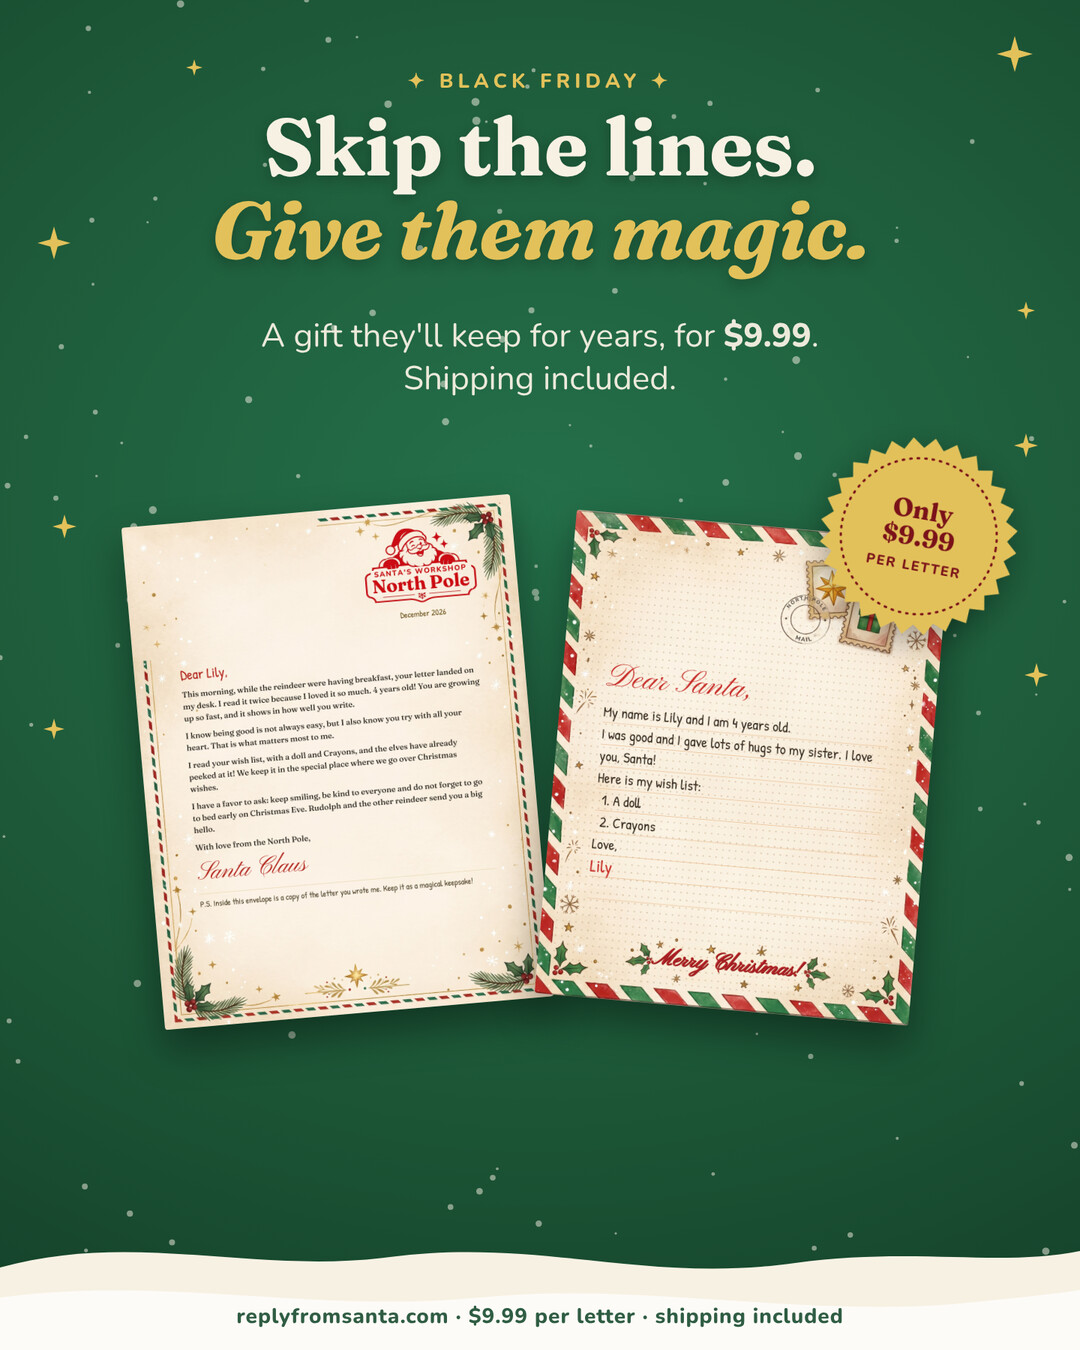 BLACK FRIDAY
Skip the lines.
Give them magic.
A gift they'll keep for years, for $9.99.
Shipping included.
SANTA'S WORKSHOP
North Pole
December 2026
Dear Lily,
This morning, while the reindeer were having breakfast, your letter landed on
my desk. I read it twice because I loved it so much. 4 years old! You are growing
up so fast, and it shows in how well you write.
I know being good is not always easy, but I also know you try with all your
heart. That is what matters most to me.
I read your wish list, with a doll and Crayons, and the elves have already
peeked at it! We keep it in the special place where we go over Christmas
wishes.
I have a favor to ask: keep smiling, be kind to everyone and do not forget to go
to bed early on Christmas Eve. Rudolph and the other reindeer send you a big
hello.
With love from the North Pole,
Santa Claus
P.S. Inside this envelope is a copy of the letter you wrote me. Keep it as a magical keepsake!
Only
$9.99
PER LETTER
NORTH POLE
MAIL
Dear Santa,
My name is Lily and I am 4 years old.
I was good and I gave lots of hugs to my sister. I love
you, Santa!
Here is my wish list:
1. A doll
2. Crayons
Love,
Lily
Merry Christmas!
replyfromsanta.com · $9.99 per letter · shipping included